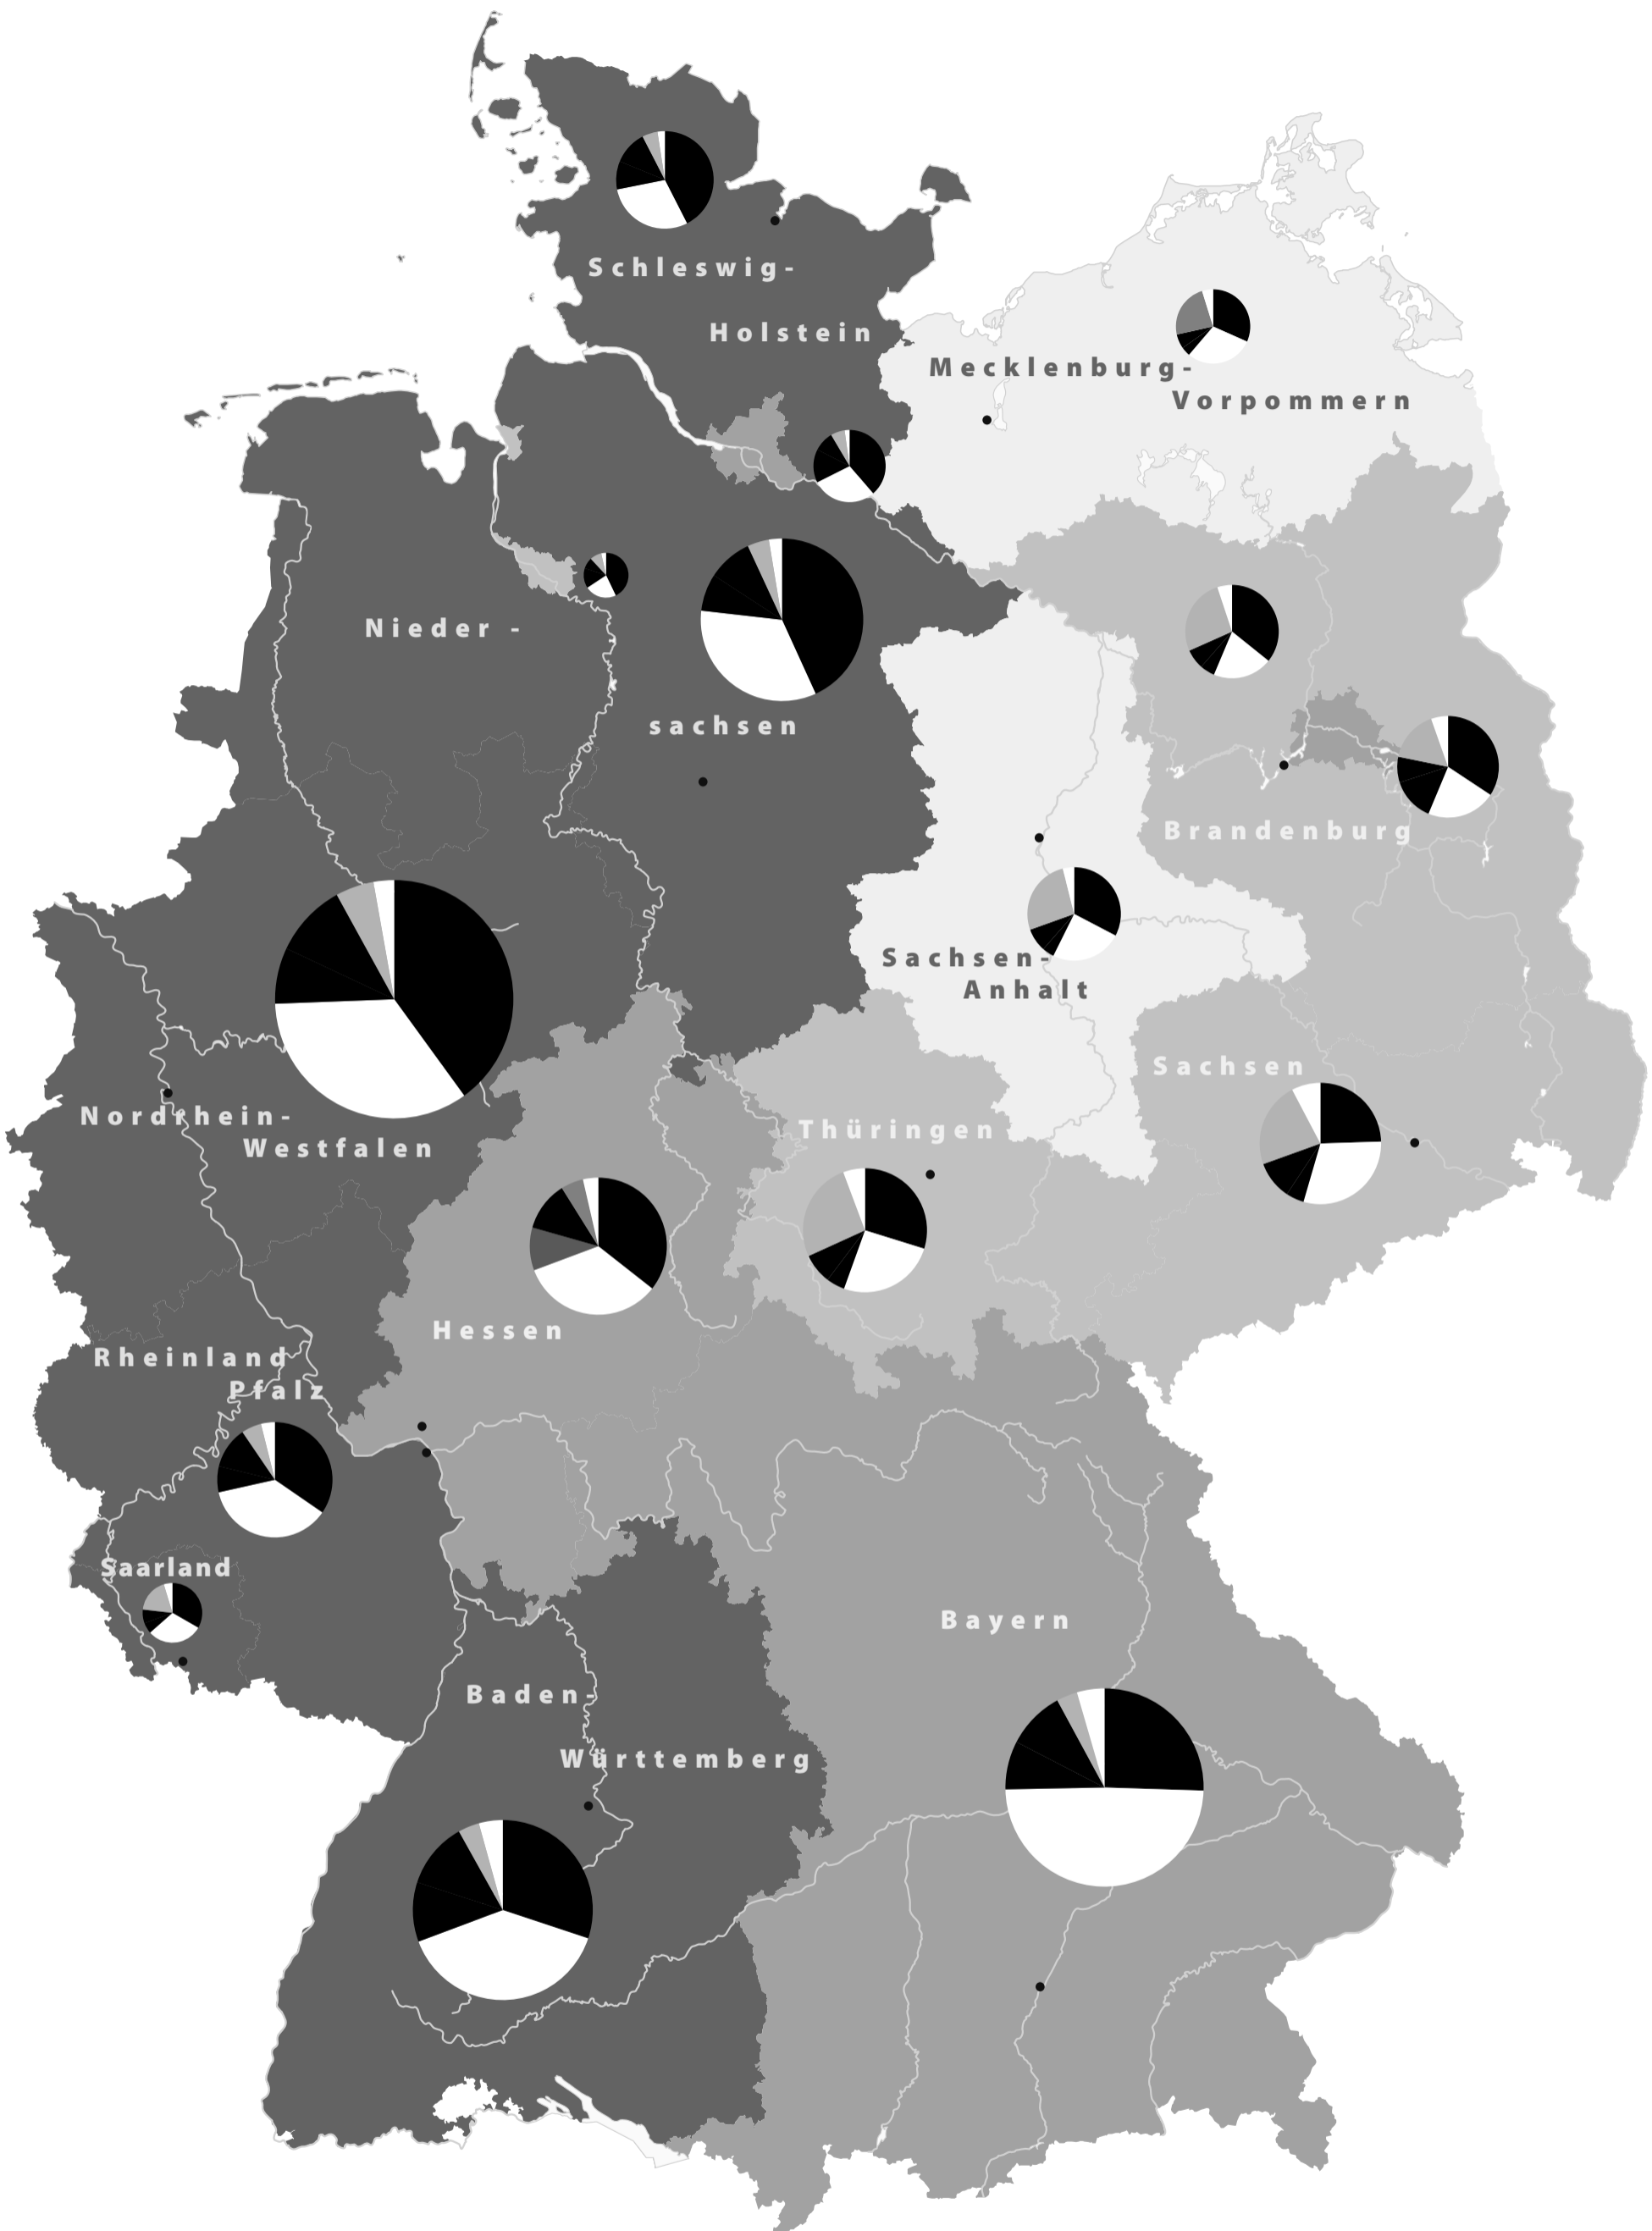 Schleswig-
Holstein
Mecklenburg-
Vorpommern
Nieder -
sachsen
Brandenburg
Sachsen-
Anhalt
Sachsen
Nordrhein-
Westfalen
Thüringen
Hessen
Rheinland
Pfalz
Saarland
Bayern
Baden-
Württemberg